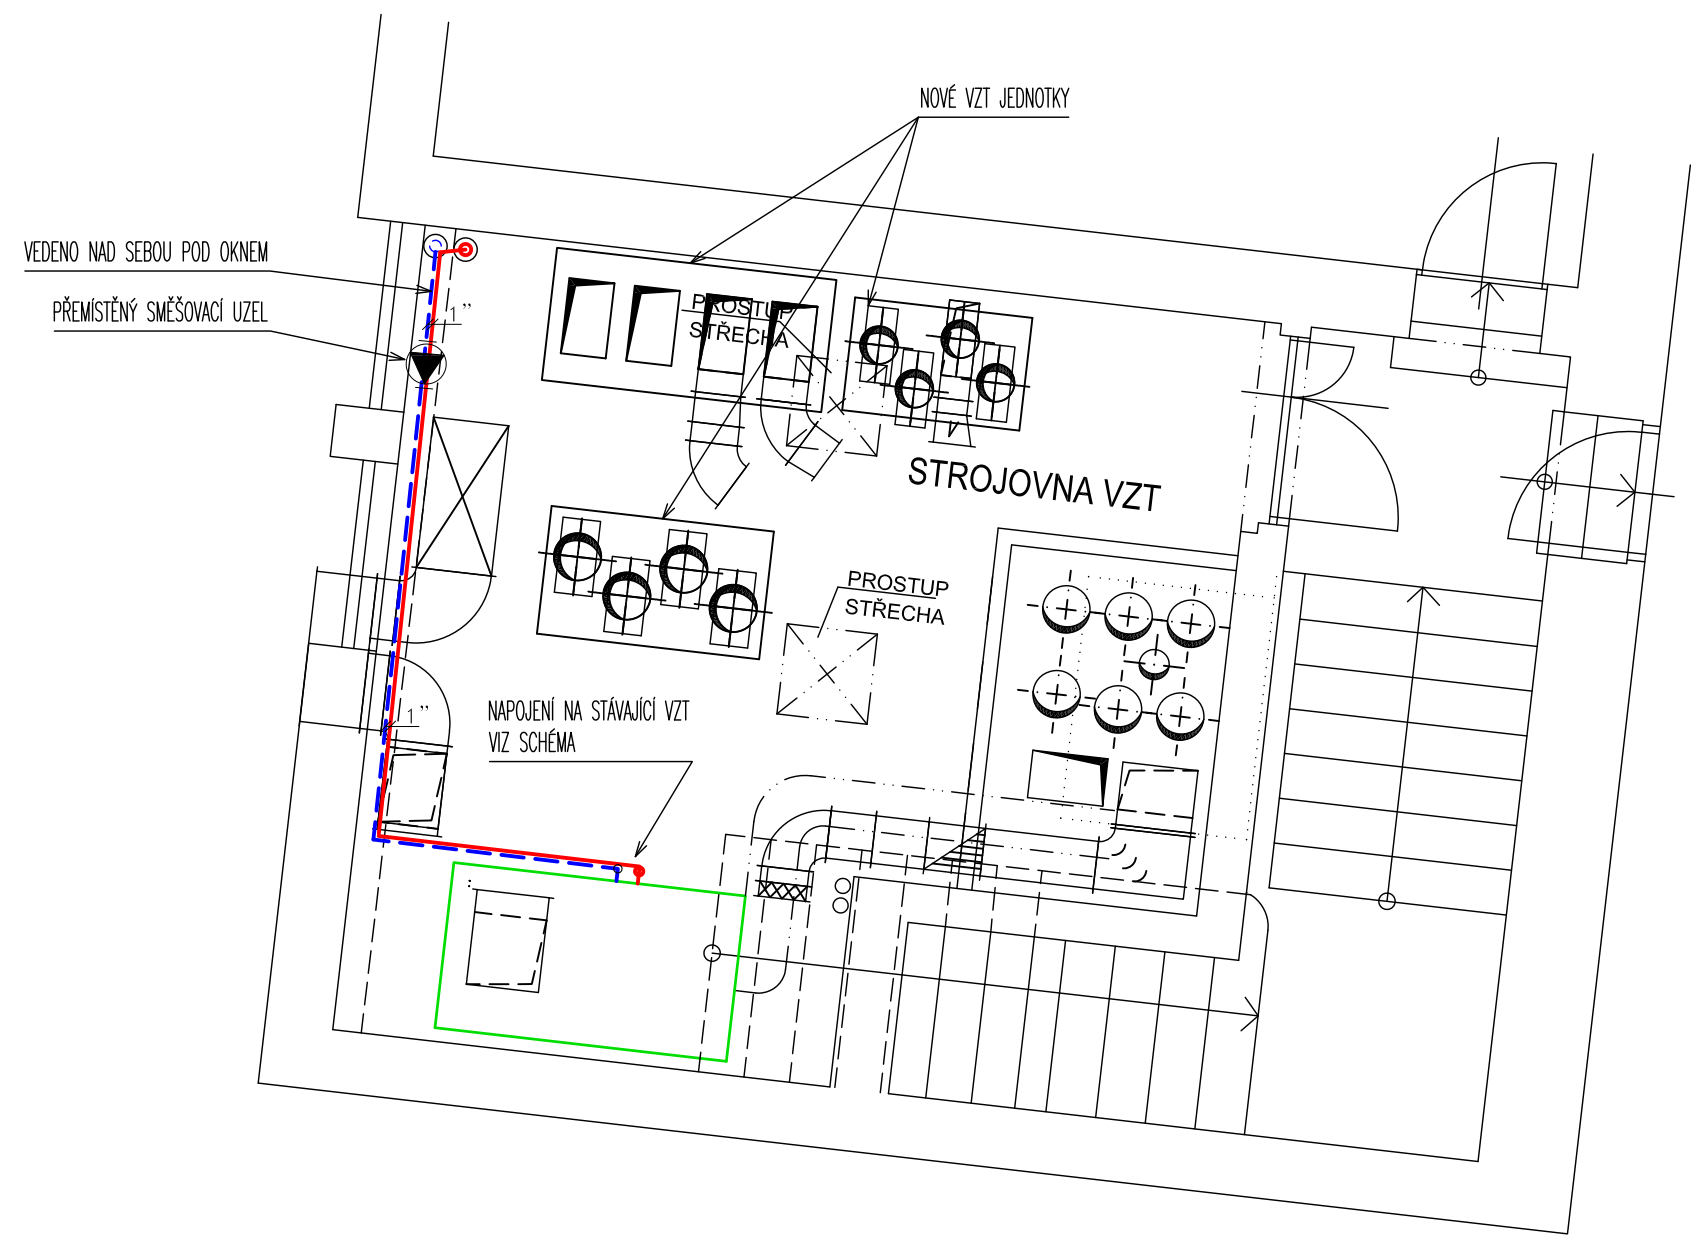 NOVÉ VZT JEDNOTKY
VEDENO NAD SEBOU POD OKNEM
PŘEMÍSTĚNÝ SMĚŠOVACÍ UZEL
1”
PROSTUP
STŘECHA
STROJOVNA VZT
PROSTUP
STŘECHA
1”
NAPOJENÍ NA STÁVAJÍCÍ VZT
VIZ SCHÉMA